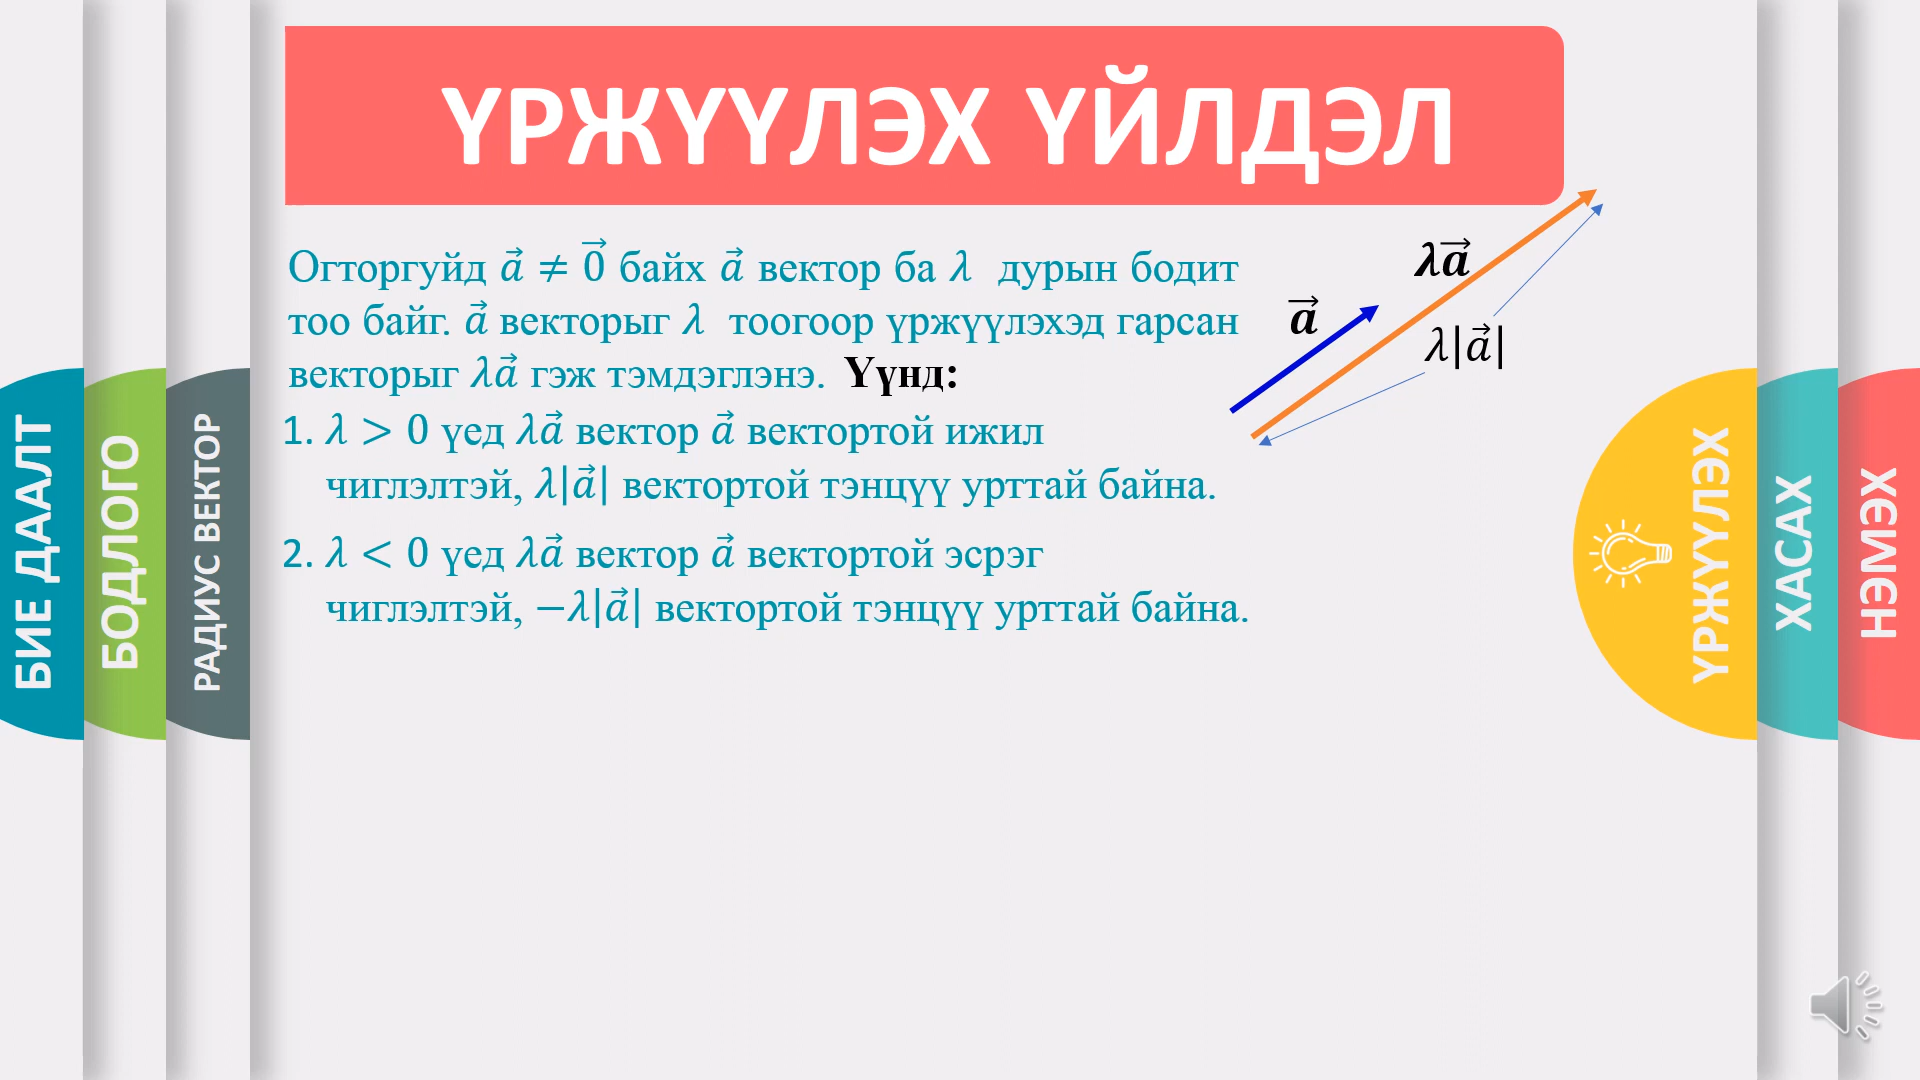 ҮРЖҮҮЛЭХ ҮЙЛДЭЛ
Огторгуйд a⃗ ≠ 0⃗ байх a⃗ вектор ба λ дурын бодит
тоо байг. a⃗ векторыг λ тоогоор үржүүлэхэд гарсан
векторыг λa⃗ гэж тэмдэглэнэ. Үүнд:
1. λ > 0 үед λa⃗ вектор a⃗ вектортой ижил
чиглэлтэй, λ|a⃗| вектортой тэнцүү урттай байна.
2. λ < 0 үед λa⃗ вектор a⃗ вектортой эсрэг
чиглэлтэй, −λ|a⃗| вектортой тэнцүү урттай байна.
λa⃗
a⃗
λ|a⃗|
БИЕ ДААЛТ
БОДЛОГО
РАДИУС ВЕКТОР
ҮРЖҮҮЛЭХ
ХАСАХ
НЭМЭХ